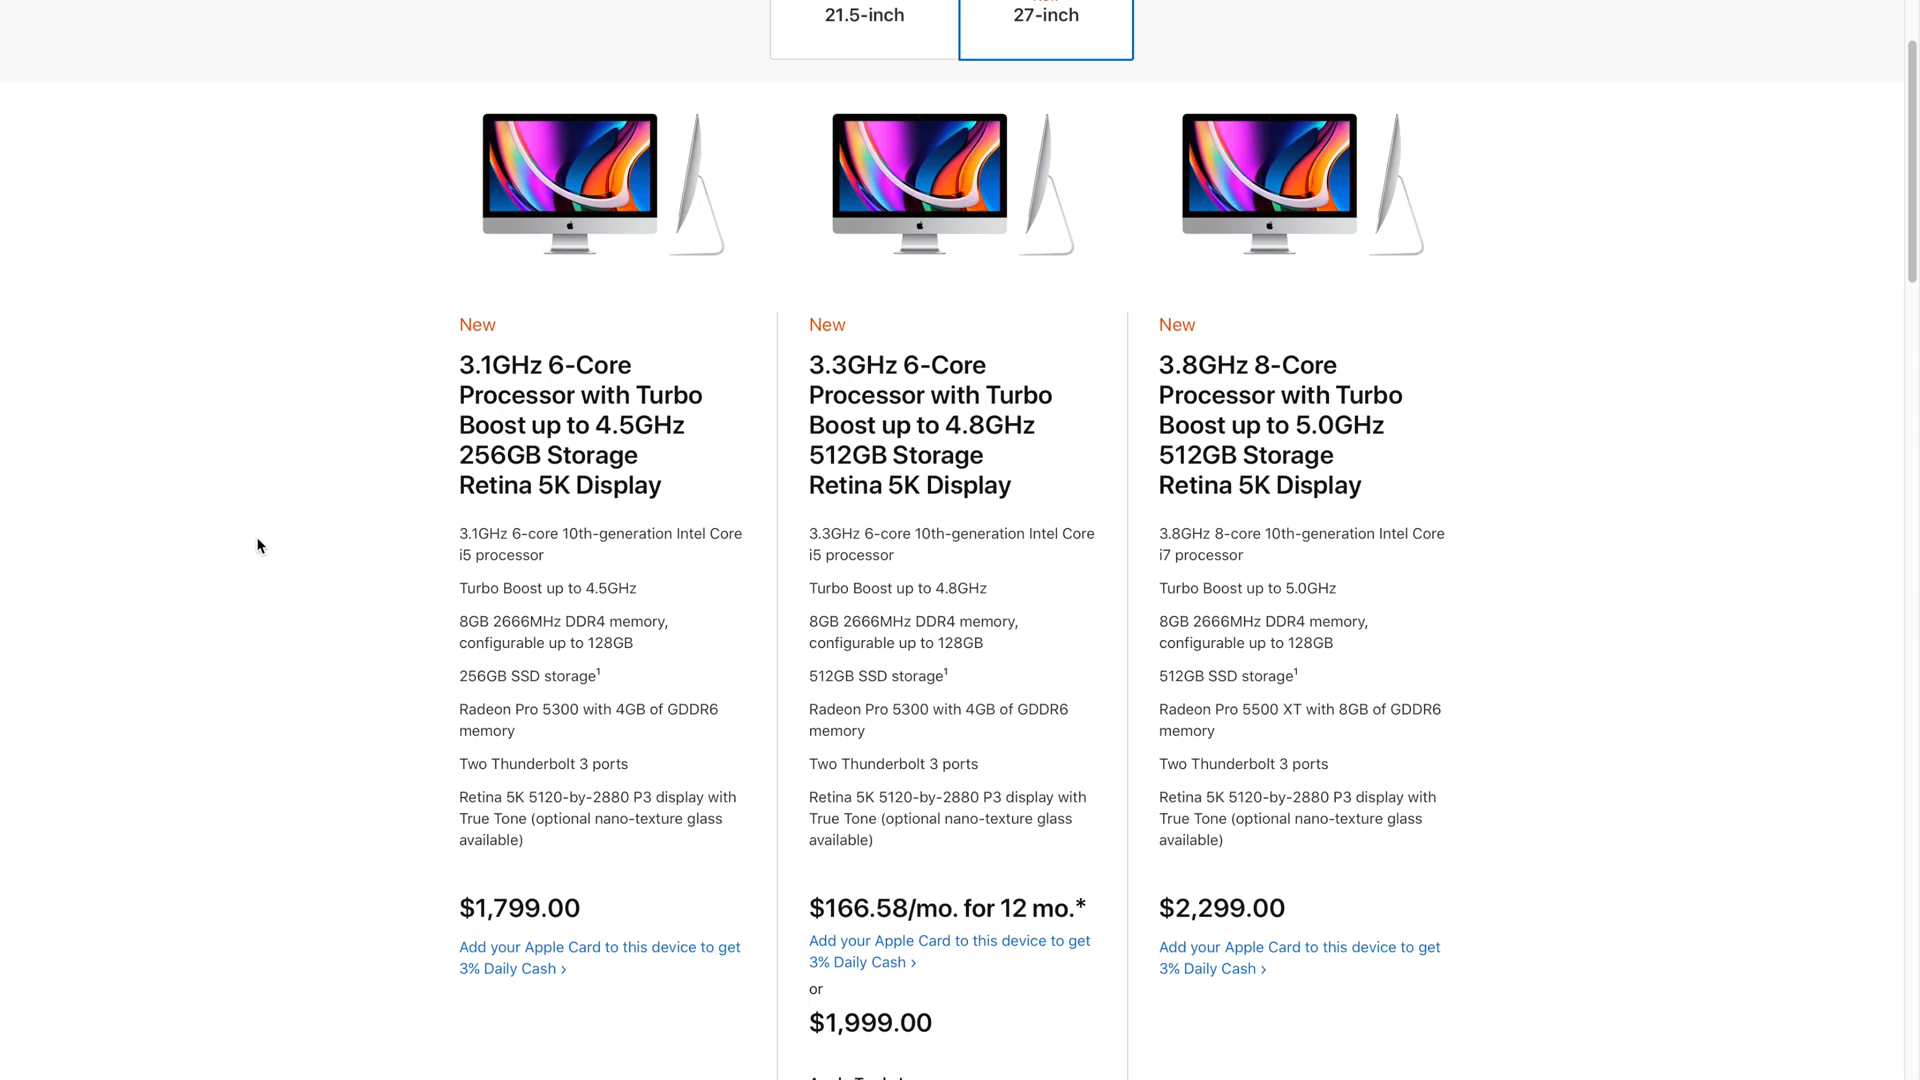 21.5-inch
27-inch
New
3.1GHz 6-Core
Processor with Turbo
Boost up to 4.5GHz
256GB Storage
Retina 5K Display
3.1GHz 6-core 10th-generation Intel Core
i5 processor
Turbo Boost up to 4.5GHz
8GB 2666MHz DDR4 memory,
configurable up to 128GB
256GB SSD storage¹
Radeon Pro 5300 with 4GB of GDDR6
memory
Two Thunderbolt 3 ports
Retina 5K 5120-by-2880 P3 display with
True Tone (optional nano-texture glass
available)
$1,799.00
Add your Apple Card to this device to get
3% Daily Cash ›
New
3.3GHz 6-Core
Processor with Turbo
Boost up to 4.8GHz
512GB Storage
Retina 5K Display
3.3GHz 6-core 10th-generation Intel Core
i5 processor
Turbo Boost up to 4.8GHz
8GB 2666MHz DDR4 memory,
configurable up to 128GB
512GB SSD storage¹
Radeon Pro 5300 with 4GB of GDDR6
memory
Two Thunderbolt 3 ports
Retina 5K 5120-by-2880 P3 display with
True Tone (optional nano-texture glass
available)
$166.58/mo. for 12 mo.*
Add your Apple Card to this device to get
3% Daily Cash ›
or
$1,999.00
New
3.8GHz 8-Core
Processor with Turbo
Boost up to 5.0GHz
512GB Storage
Retina 5K Display
3.8GHz 8-core 10th-generation Intel Core
i7 processor
Turbo Boost up to 5.0GHz
8GB 2666MHz DDR4 memory,
configurable up to 128GB
512GB SSD storage¹
Radeon Pro 5500 XT with 8GB of GDDR6
memory
Two Thunderbolt 3 ports
Retina 5K 5120-by-2880 P3 display with
True Tone (optional nano-texture glass
available)
$2,299.00
Add your Apple Card to this device to get
3% Daily Cash ›